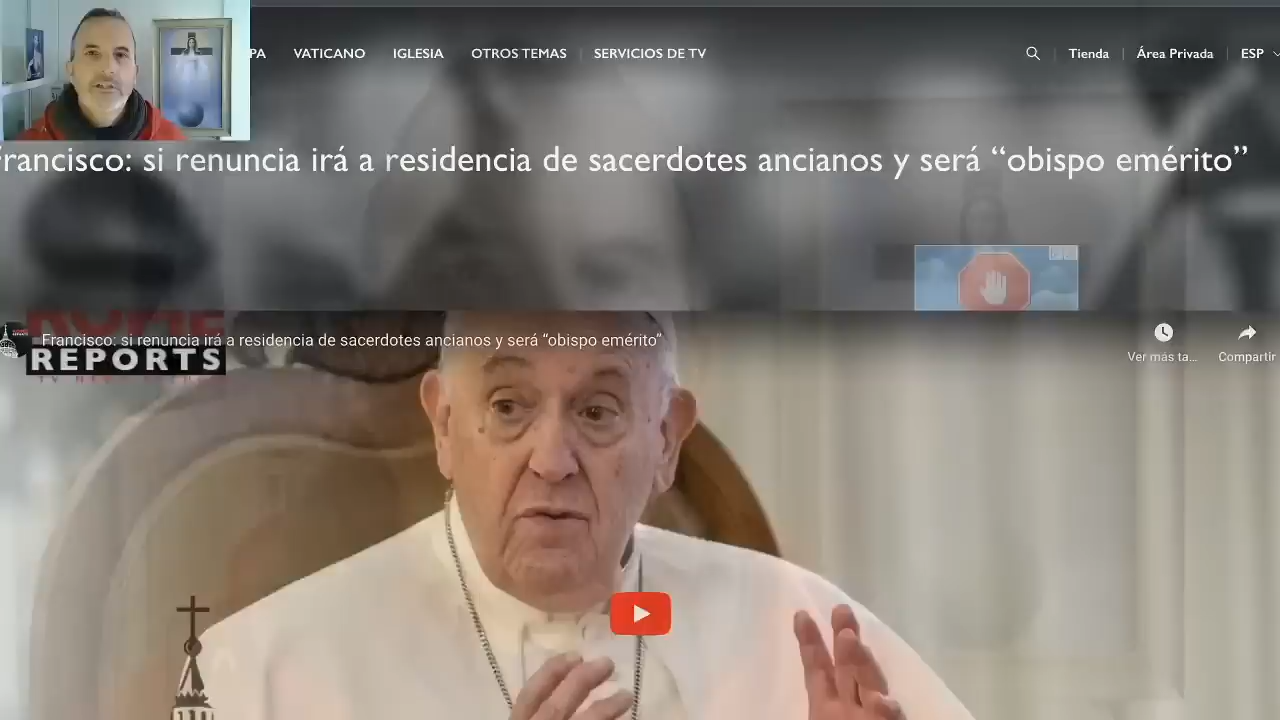 PA VATICANO IGLESIA OTROS TEMAS SERVICIOS DE TV Tienda Área Privada ESP
Francisco: si renuncia irá a residencia de sacerdotes ancianos y será “obispo emérito”
ROME
Francisco: si renuncia irá a residencia de sacerdotes ancianos y será “obispo emérito”
REPORTS
Ver más ta... Compartir